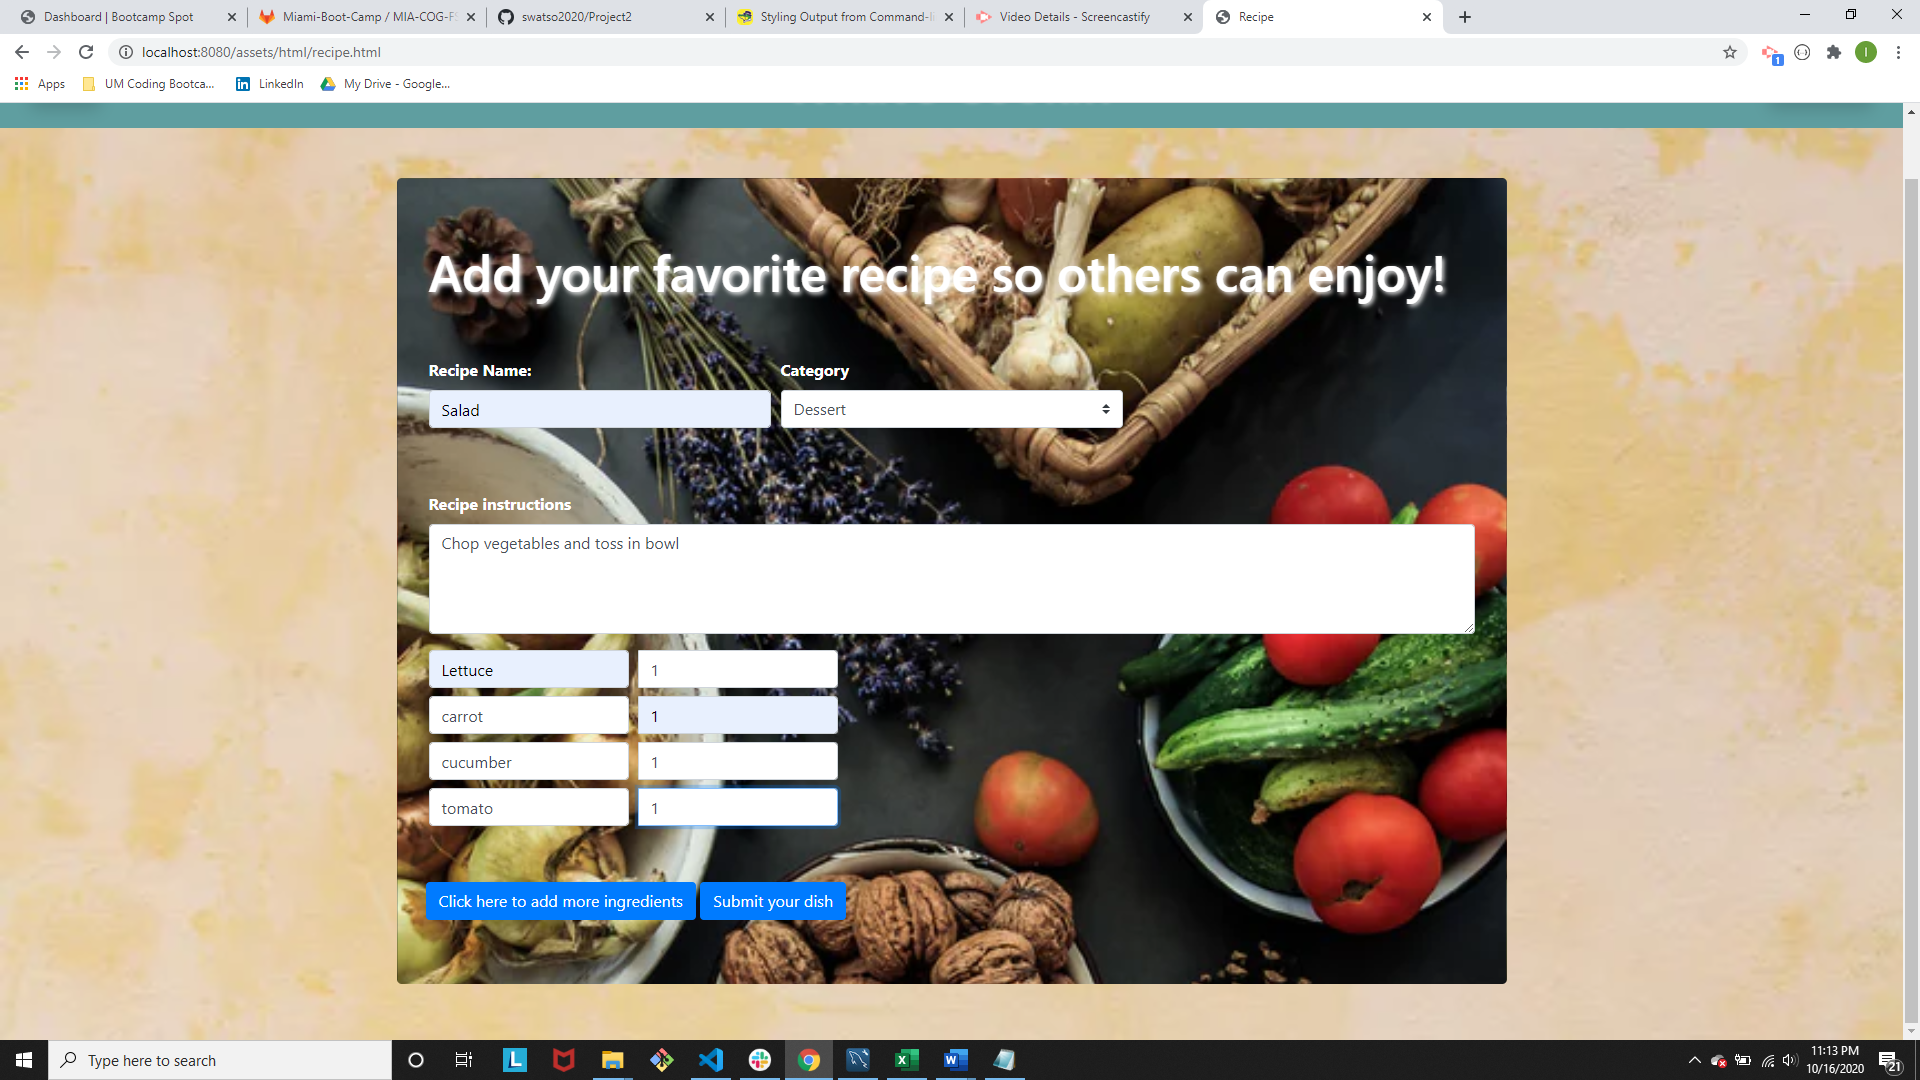 Dashboard | Bootcamp Spot
Miami-Boot-Camp / MIA-COG-FS
swatso2020/Project2
Styling Output from Command-li
Video Details - Screencastify
Recipe
localhost:8080/assets/html/recipe.html
1
I
Apps
UM Coding Bootca...
LinkedIn
My Drive - Google...
Add your favorite recipe so others can enjoy!
Recipe Name:
Category
Salad
Dessert
Recipe instructions
Chop vegetables and toss in bowl
Lettuce
1
carrot
1
cucumber
1
tomato
1
Click here to add more ingredients
Submit your dish
Type here to search
11:13 PM
10/16/2020
21